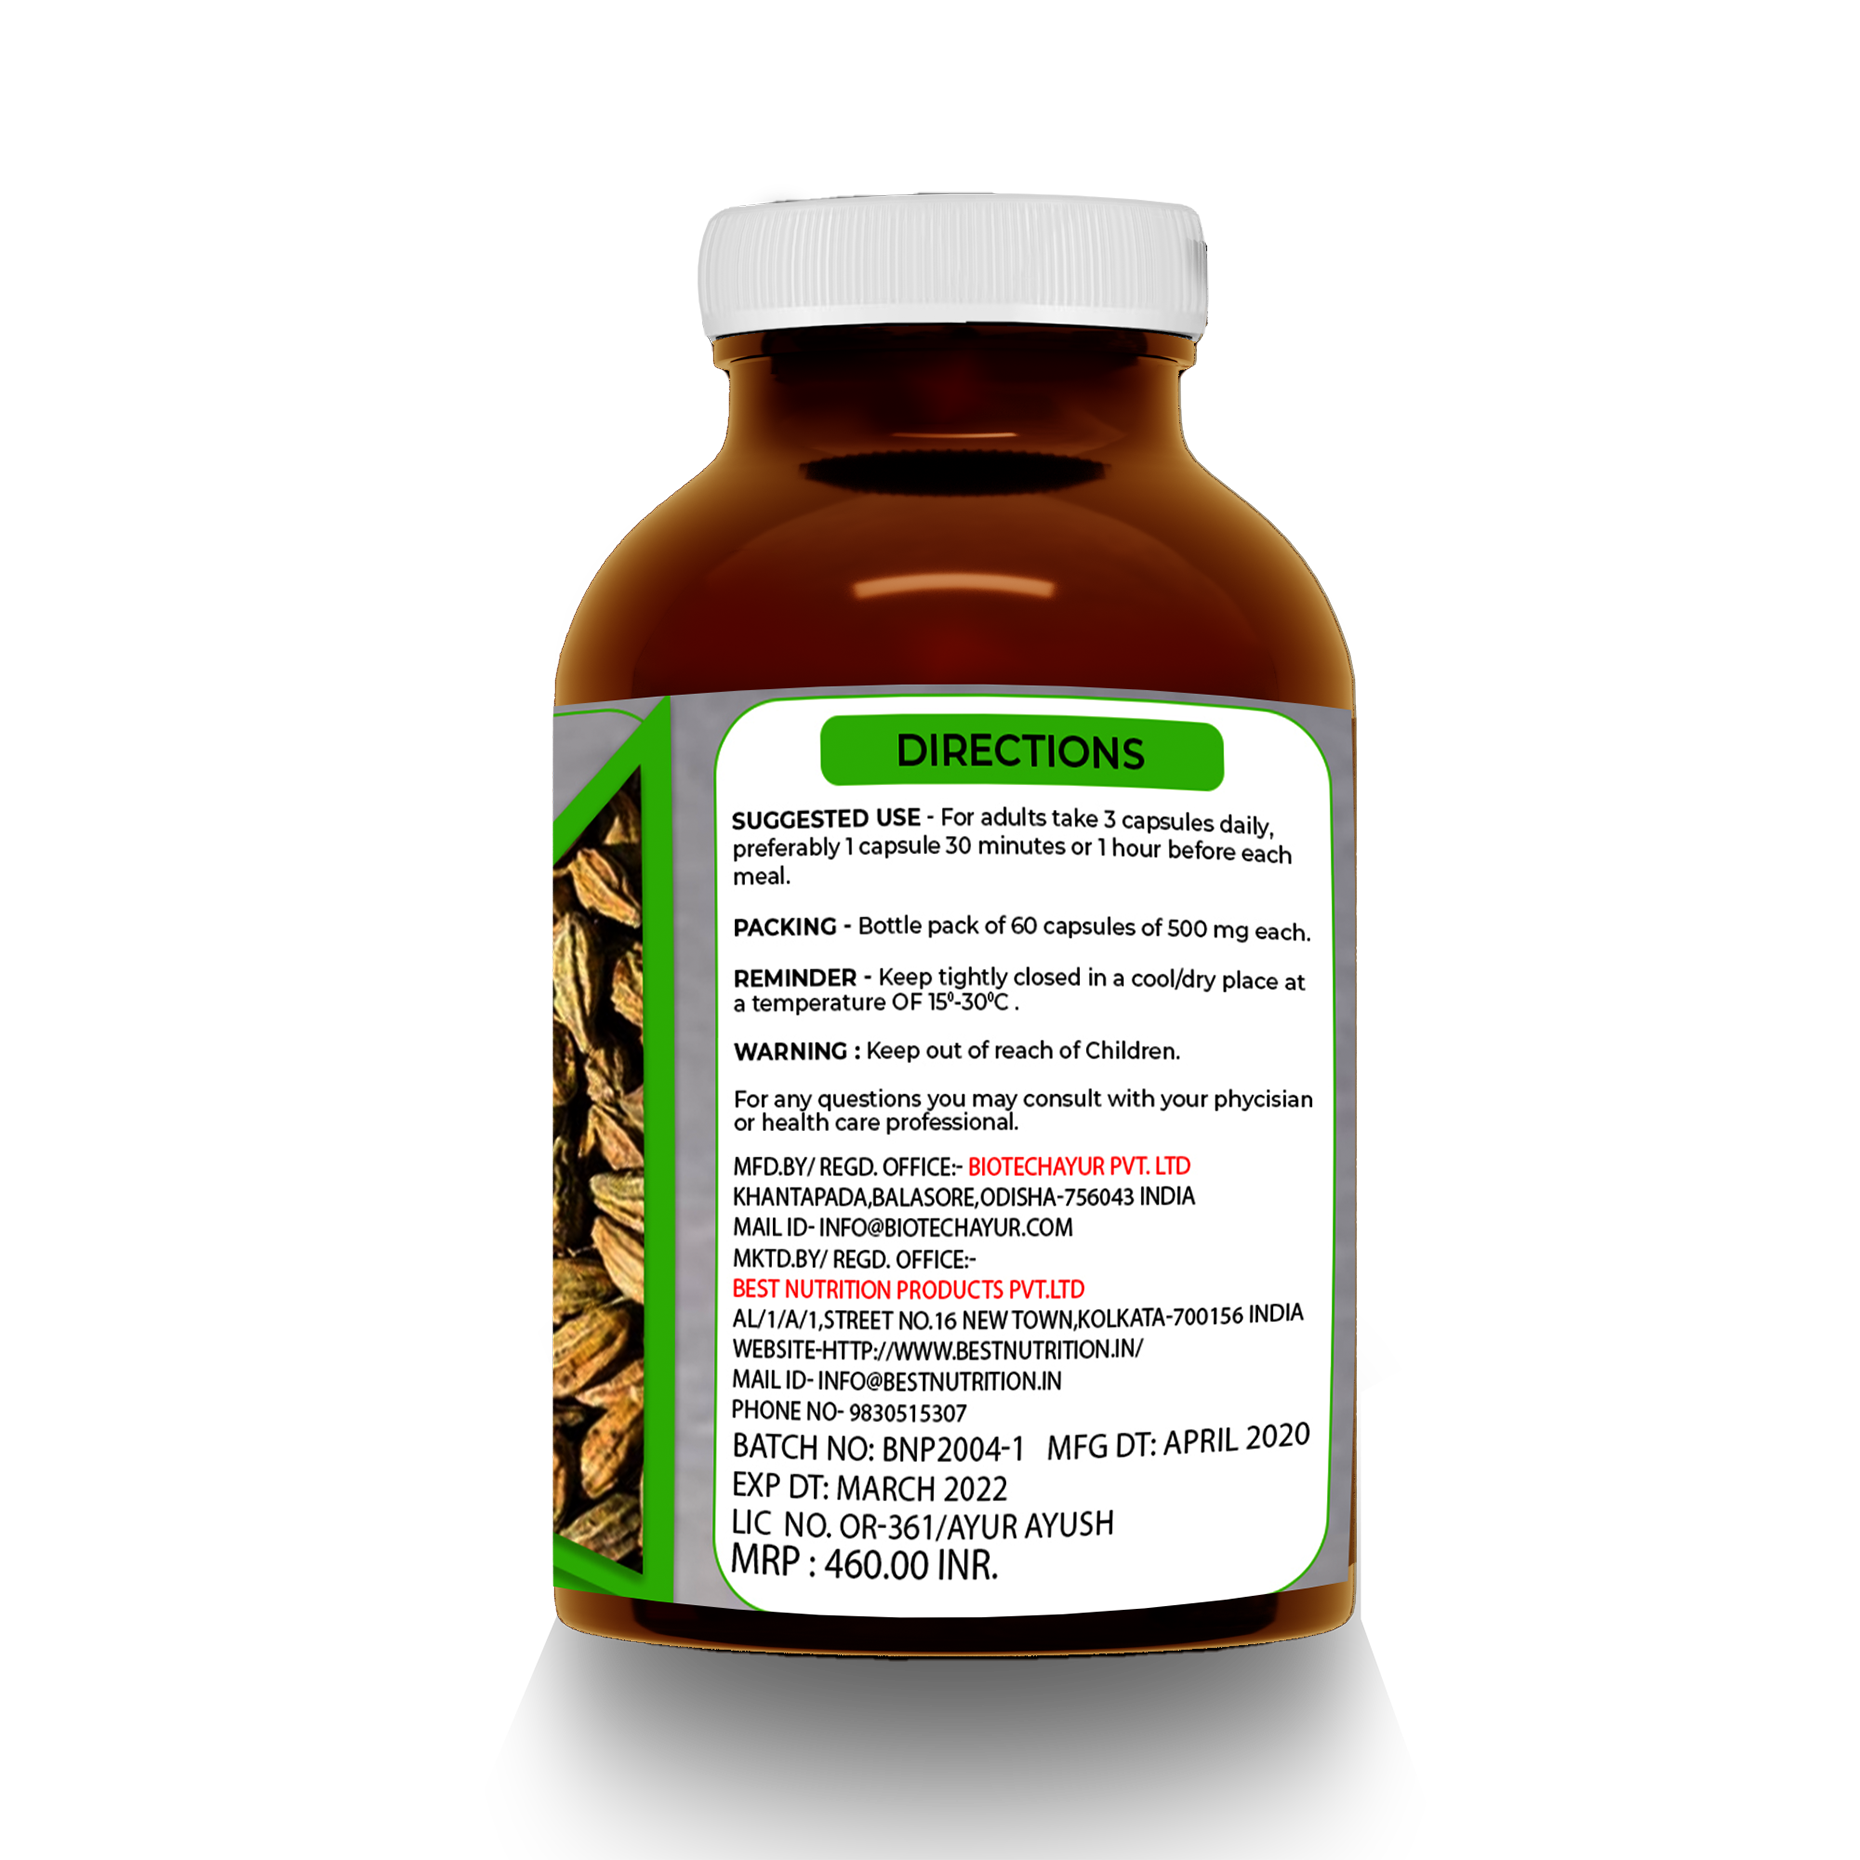 DIRECTIONS
SUGGESTED USE - For adults take 3 capsules daily,
preferably 1 capsule 30 minutes or 1 hour before each
meal.
PACKING - Bottle pack of 60 capsules of 500 mg each.
REMINDER - Keep tightly closed in a cool/dry place at
a temperature OF 15⁰-30⁰C .
WARNING : Keep out of reach of Children.
For any questions you may consult with your phycisian
or health care professional.
MFD.BY/ REGD. OFFICE:- BIOTECHAYUR PVT. LTD
KHANTAPADA,BALASORE,ODISHA-756043 INDIA
MAIL ID- INFO@BIOTECHAYUR.COM
MKTD.BY/ REGD. OFFICE:-
BEST NUTRITION PRODUCTS PVT.LTD
AL/1/A/1,STREET NO.16 NEW TOWN,KOLKATA-700156 INDIA
WEBSITE-HTTP://WWW.BESTNUTRITION.IN/
MAIL ID- INFO@BESTNUTRITION.IN
PHONE NO- 9830515307
BATCH NO: BNP2004-1 MFG DT: APRIL 2020
EXP DT: MARCH 2022
LIC NO. OR-361/AYUR AYUSH
MRP : 460.00 INR.